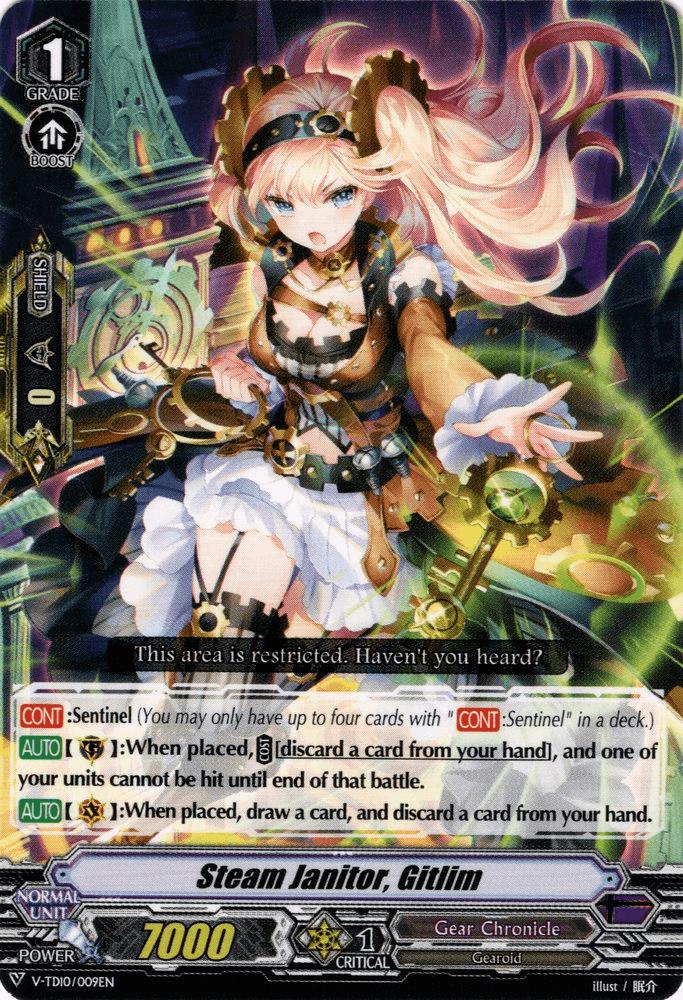 1
GRADE
BOOST
SHIELD
0
This area is restricted. Haven't you heard?
CONT:Sentinel (You may only have up to four cards with "CONT:Sentinel" in a deck.)
AUTO【 G 】:When placed, COST [discard a card from your hand], and one of
your units cannot be hit until end of that battle.
AUTO【 V 】:When placed, draw a card, and discard a card from your hand.
Steam Janitor, Gitlim
NORMAL
UNIT
POWER 7000 1
CRITICAL
Gear Chronicle
Gearoid
V-TD10/009EN
illust / 眠介